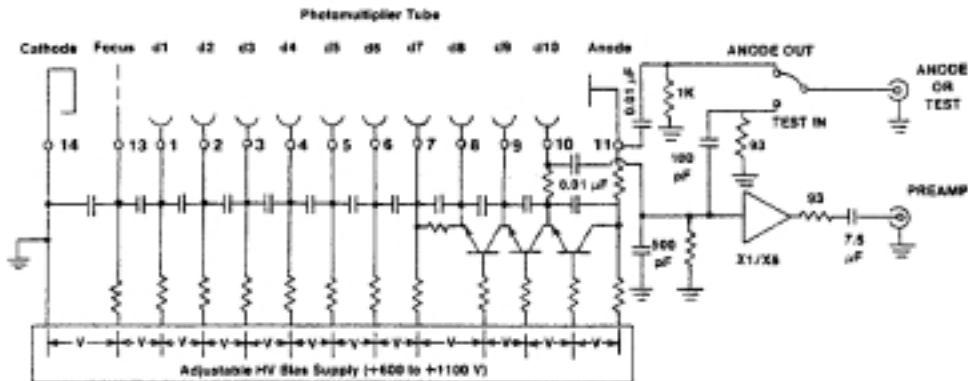 Photomultiplier Tube
Cathode Focus d1 d2 d3 d4 d5 d6 d7 d8 d9 d10 Anode
ANODE OUT
ANODE
OR
TEST
0.01 µF
1K
TEST IN
14 13 1 2 3 4 5 6 7 8 9 10 11
93
100
pF
0.01 µF
PREAMP
93
500
pF
X1/X6
7.5
µF
V V V V V V V V V V V V
Adjustable HV Bias Supply (+600 to +1100 V)